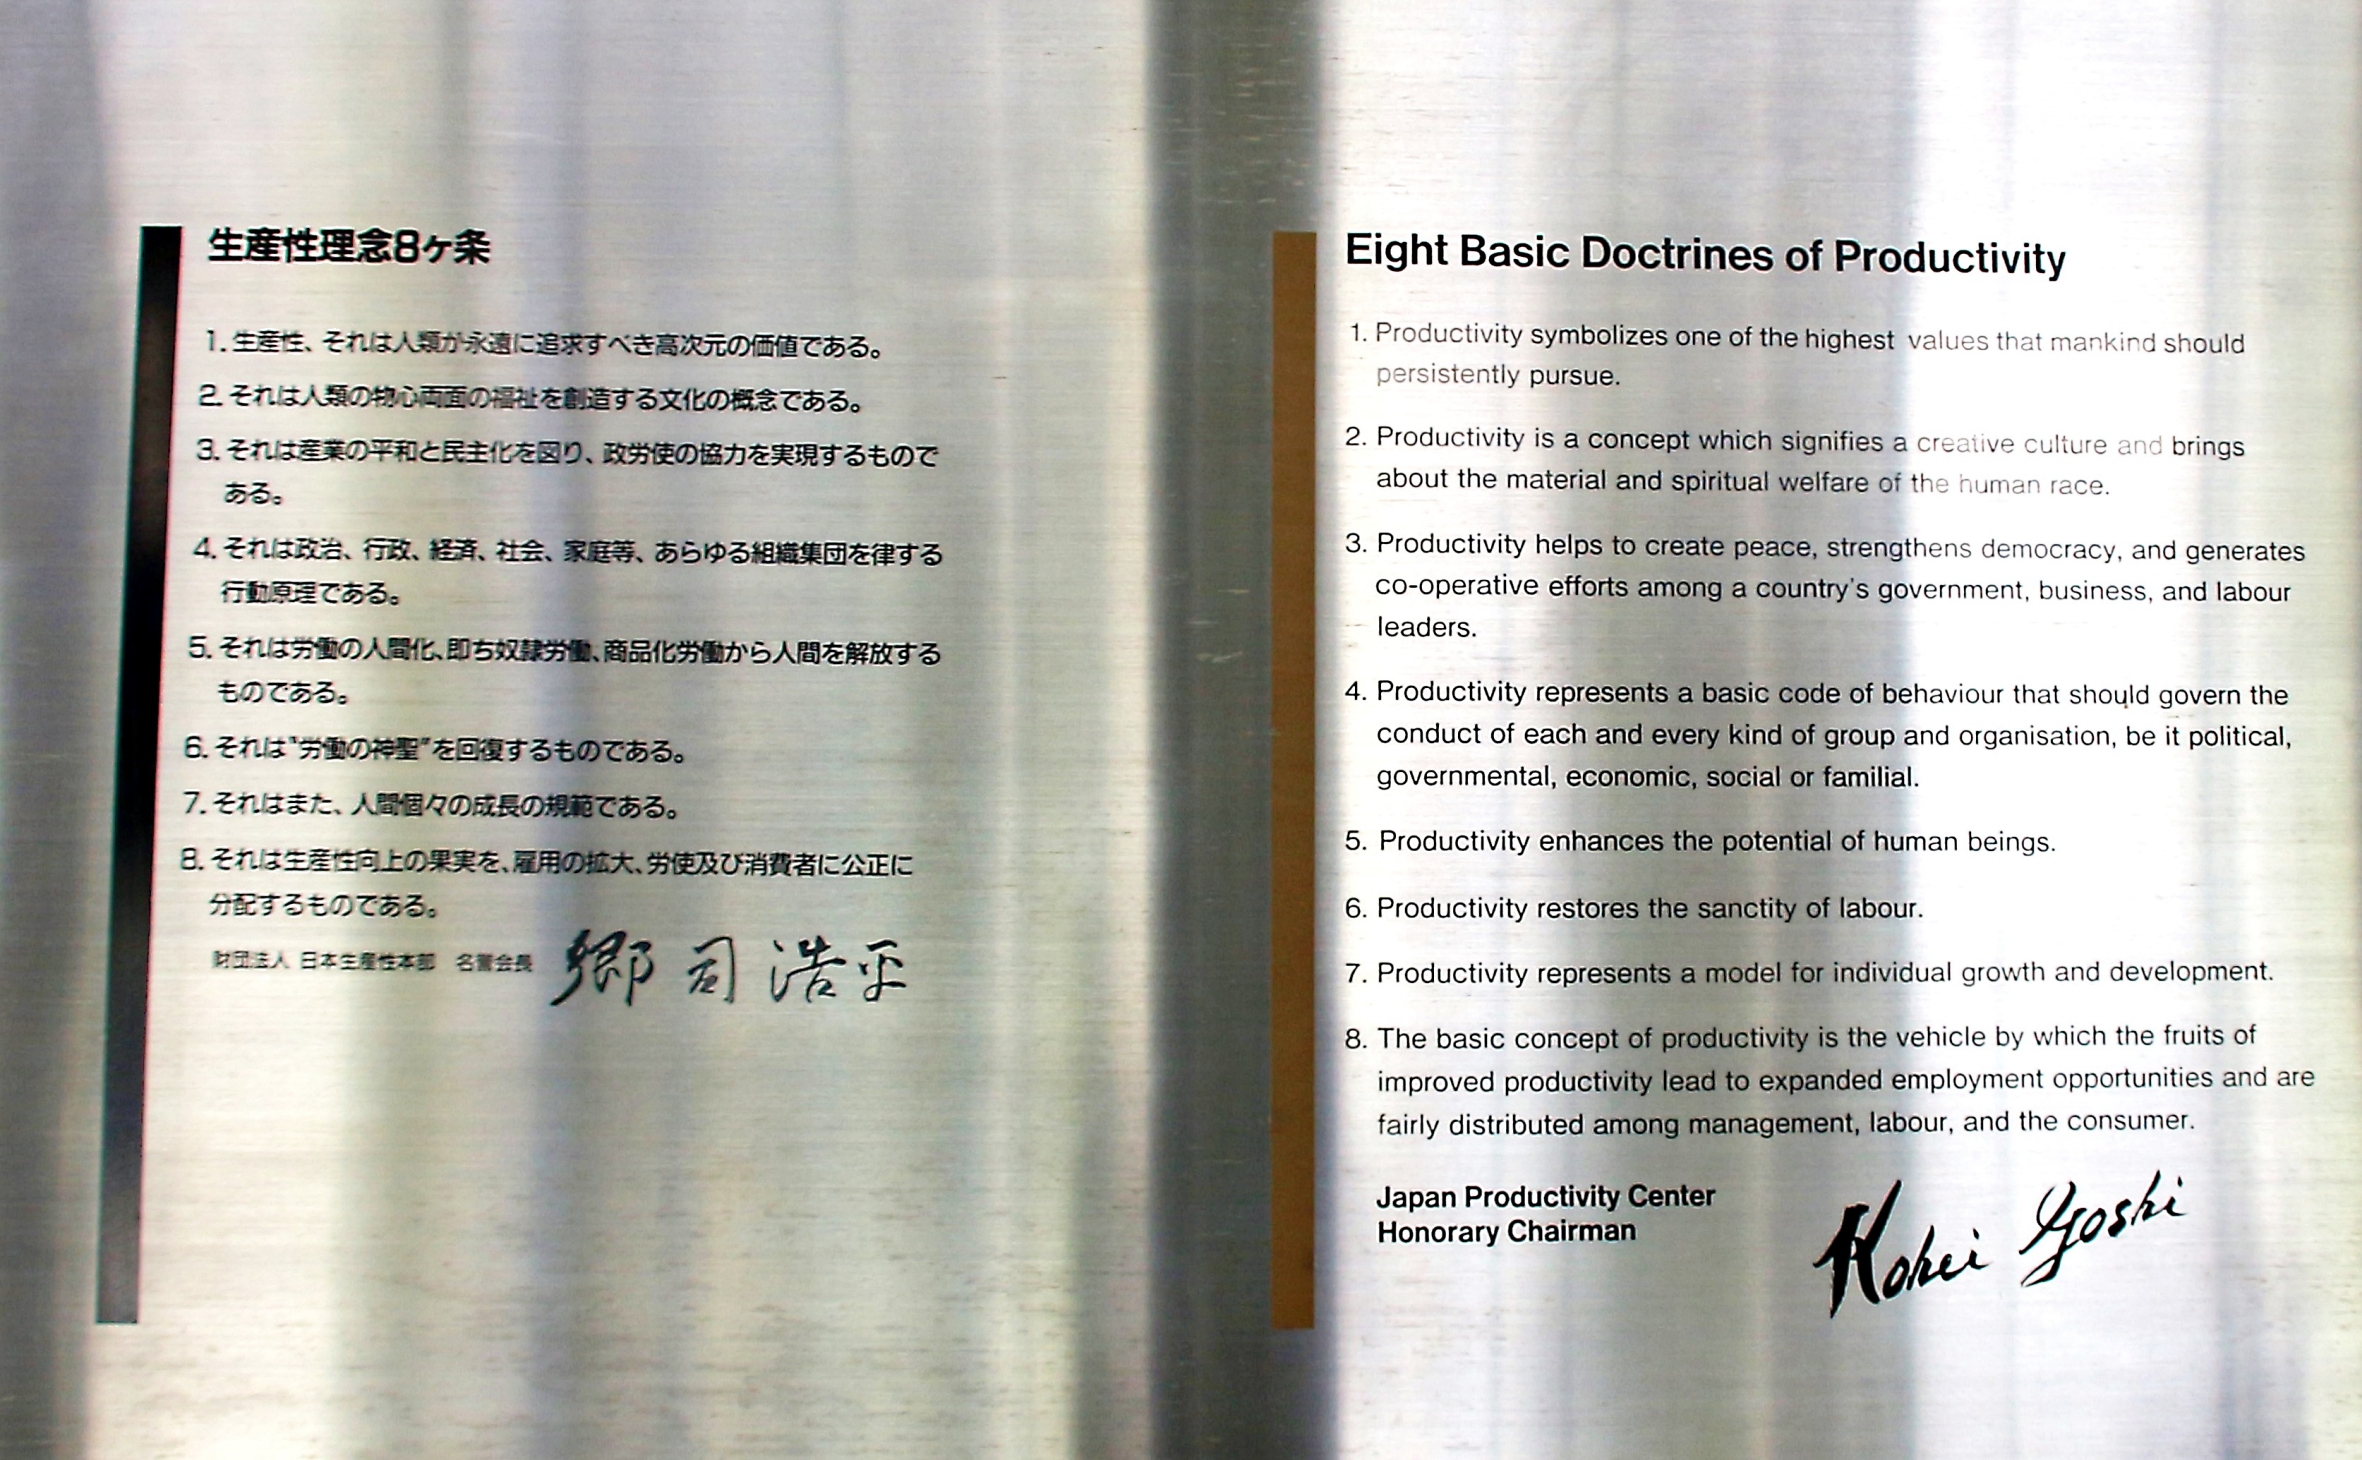 生産性理念8ヶ条
1. 生産性、それは人類が永遠に追求すべき高次元の価値である。
2. それは人類の物心両面の福祉を創造する文化の概念である。
3. それは産業の平和と民主化を図り、政労使の協力を実現するもので
ある。
4. それは政治、行政、経済、社会、家庭等、あらゆる組織集団を律する
行動原理である。
5. それは労働の人間化、即ち奴隷労働、商品化労働から人間を解放する
ものである。
6. それは“労働の神聖”を回復するものである。
7. それはまた、人間個々の成長の規範である。
8. それは生産性向上の果実を、雇用の拡大、労使及び消費者に公正に
分配するものである。
財団法人 日本生産性本部 名誉会長 郷司浩平
Eight Basic Doctrines of Productivity
1. Productivity symbolizes one of the highest values that mankind should
persistently pursue.
2. Productivity is a concept which signifies a creative culture and brings
about the material and spiritual welfare of the human race.
3. Productivity helps to create peace, strengthens democracy, and generates
co-operative efforts among a country's government, business, and labour
leaders.
4. Productivity represents a basic code of behaviour that should govern the
conduct of each and every kind of group and organisation, be it political,
governmental, economic, social or familial.
5. Productivity enhances the potential of human beings.
6. Productivity restores the sanctity of labour.
7. Productivity represents a model for individual growth and development.
8. The basic concept of productivity is the vehicle by which the fruits of
improved productivity lead to expanded employment opportunities and are
fairly distributed among management, labour, and the consumer.
Japan Productivity Center
Honorary Chairman
Kohei Goshi